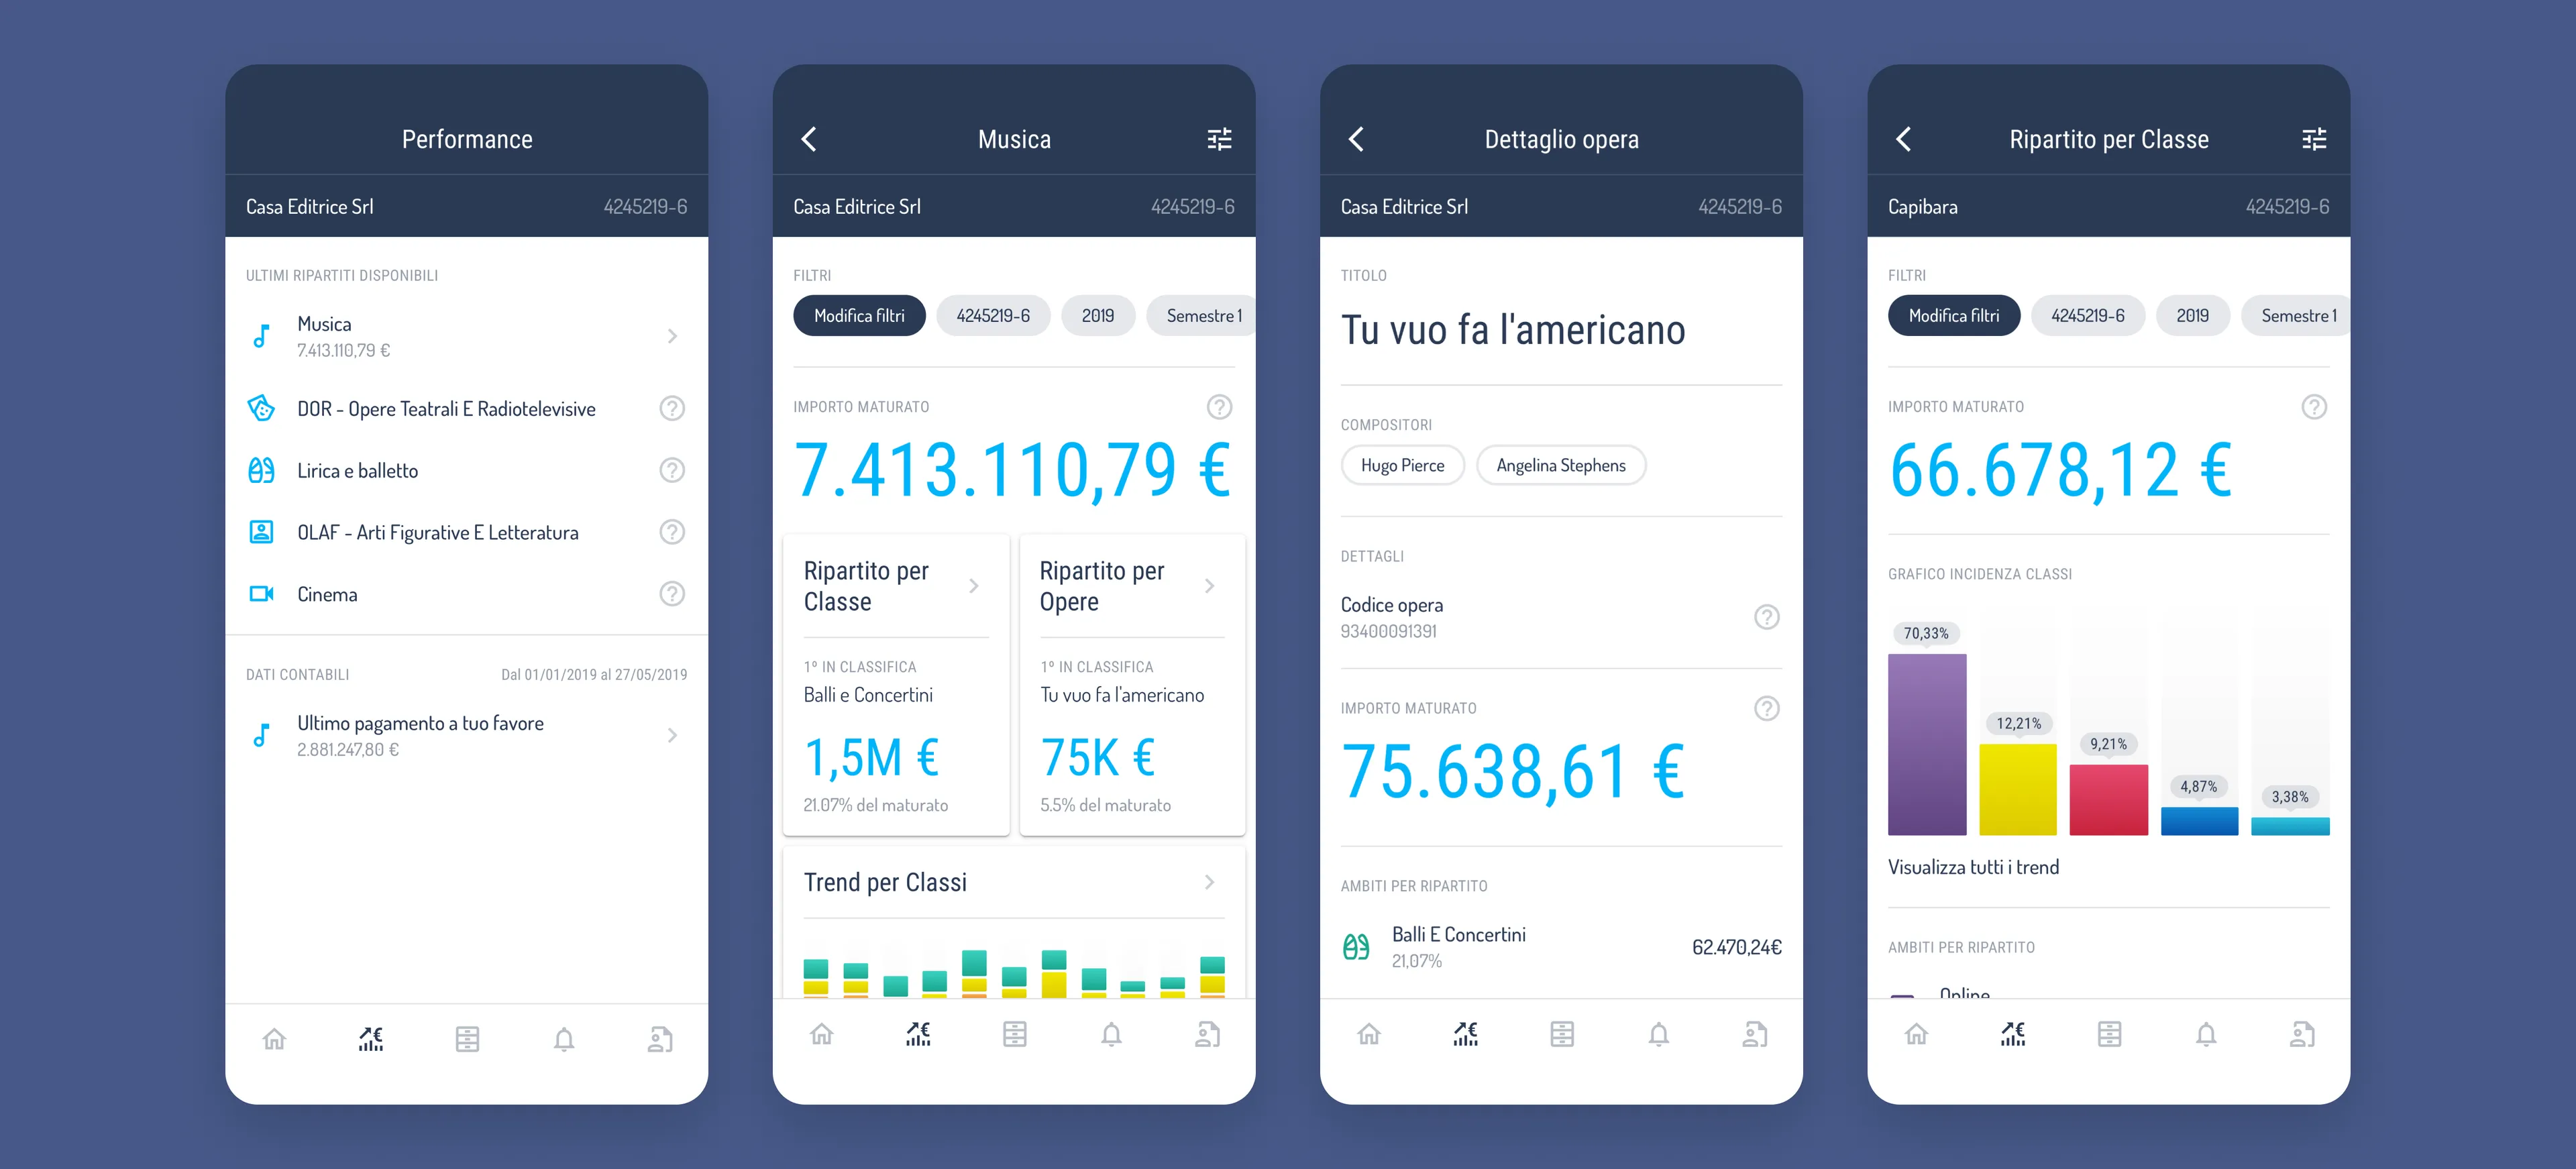 Performance
Casa Editrice Srl 4245219-6
ULTIMI RIPARTITI DISPONIBILI
Musica
7.413.110,79 €
DOR - Opere Teatrali E Radiotelevisive
Lirica e balletto
OLAF - Arti Figurative E Letteratura
Cinema
DATI CONTABILI Dal 01/01/2019 al 27/05/2019
Ultimo pagamento a tuo favore
2.881.247,80 €
Musica
Casa Editrice Srl 4245219-6
FILTRI
Modifica filtri 4245219-6 2019 Semestre 1
IMPORTO MATURATO
7.413.110,79 €
Ripartito per
Classe
1º IN CLASSIFICA
Balli e Concertini
1,5M €
21.07% del maturato
Ripartito per
Opere
1º IN CLASSIFICA
Tu vuo fa l'americano
75K €
5.5% del maturato
Trend per Classi
Dettaglio opera
Casa Editrice Srl 4245219-6
TITOLO
Tu vuo fa l'americano
COMPOSITORI
Hugo Pierce Angelina Stephens
DETTAGLI
Codice opera
93400091391
IMPORTO MATURATO
75.638,61 €
AMBITI PER RIPARTITO
Balli E Concertini 62.470,24€
21,07%
Ripartito per Classe
Capibara 4245219-6
FILTRI
Modifica filtri 4245219-6 2019 Semestre 1
IMPORTO MATURATO
66.678,12 €
GRAFICO INCIDENZA CLASSI
70,33%
12,21%
9,21%
4,87%
3,38%
Visualizza tutti i trend
AMBITI PER RIPARTITO
Online